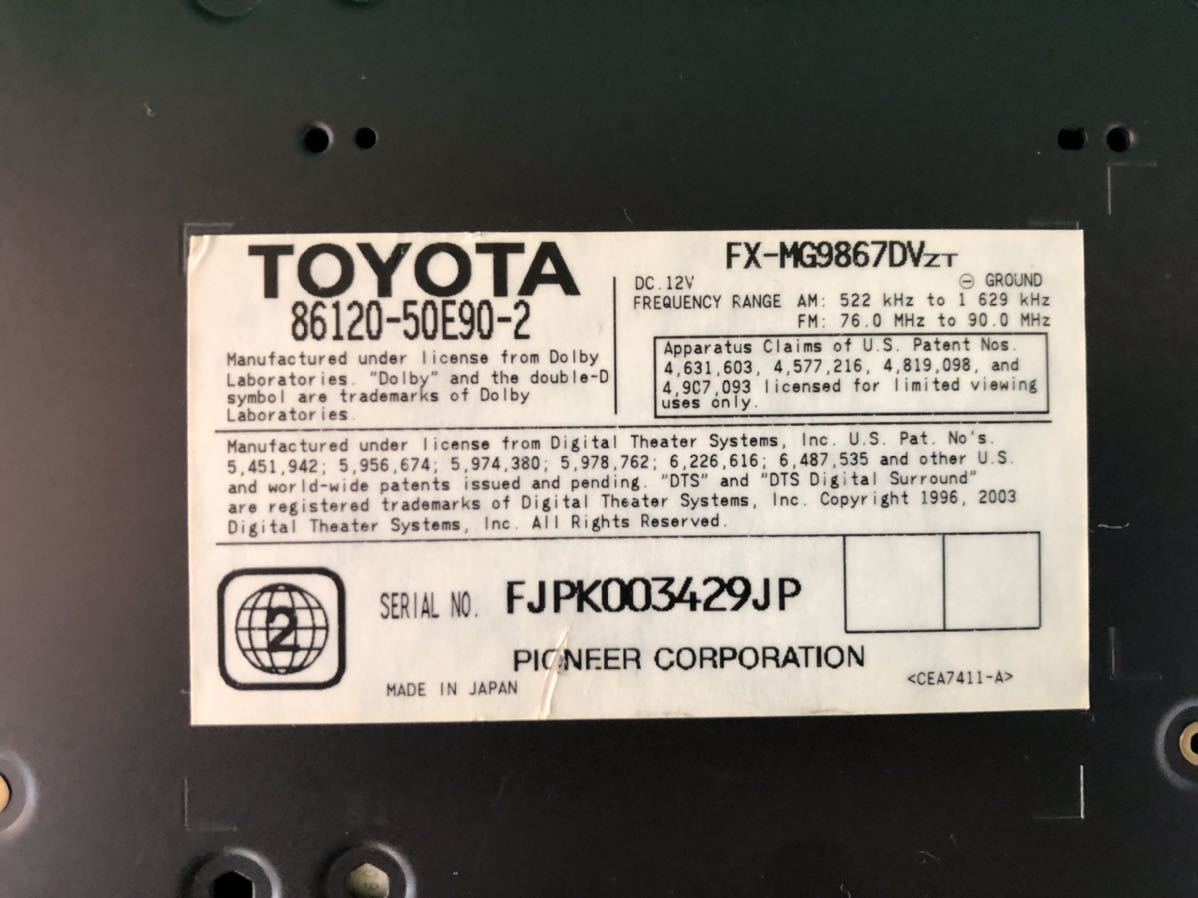 TOYOTA
86120-50E90-2
Manufactured under license from Dolby
Laboratories. "Dolby" and the double-D
symbol are trademarks of Dolby
Laboratories.
FX-MG9867DVZT
DC.12V ⊖ GROUND
FREQUENCY RANGE AM: 522 kHz to 1 629 kHz
FM: 76.0 MHz to 90.0 MHz
Apparatus Claims of U.S. Patent Nos.
4,631,603, 4,577,216, 4,819,098, and
4,907,093 licensed for limited viewing
uses only.
Manufactured under license from Digital Theater Systems, Inc. U.S. Pat. No's.
5,451,942; 5,956,674; 5,974,380; 5,978,762; 6,226,616; 6,487,535 and other U.S.
and world-wide patents issued and pending. "DTS" and "DTS Digital Surround"
are registered trademarks of Digital Theater Systems, Inc. Copyright 1996, 2003
Digital Theater Systems, Inc. All Rights Reserved.
2
SERIAL NO. FJPK003429JP
PIONEER CORPORATION
MADE IN JAPAN <CEA7411-A>